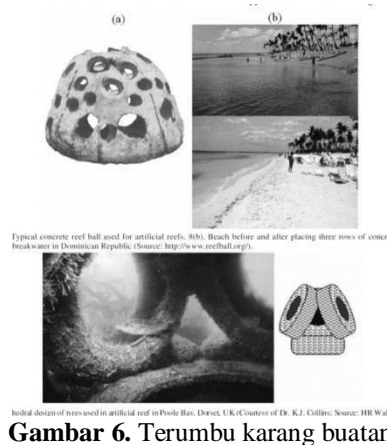 (a) (b)
Typical concrete reef ball used for artificial reefs. 8(b). Beach before and after placing three rows of concr
breakwater in Dominican Republic (Source: http://www.reefball.org/).
hedral design of tyres used in artificial reef in Poole Bay, Dorset, UK (Courtesy of Dr. K.J. Collins; Source: HR Wal
Gambar 6. Terumbu karang buatan